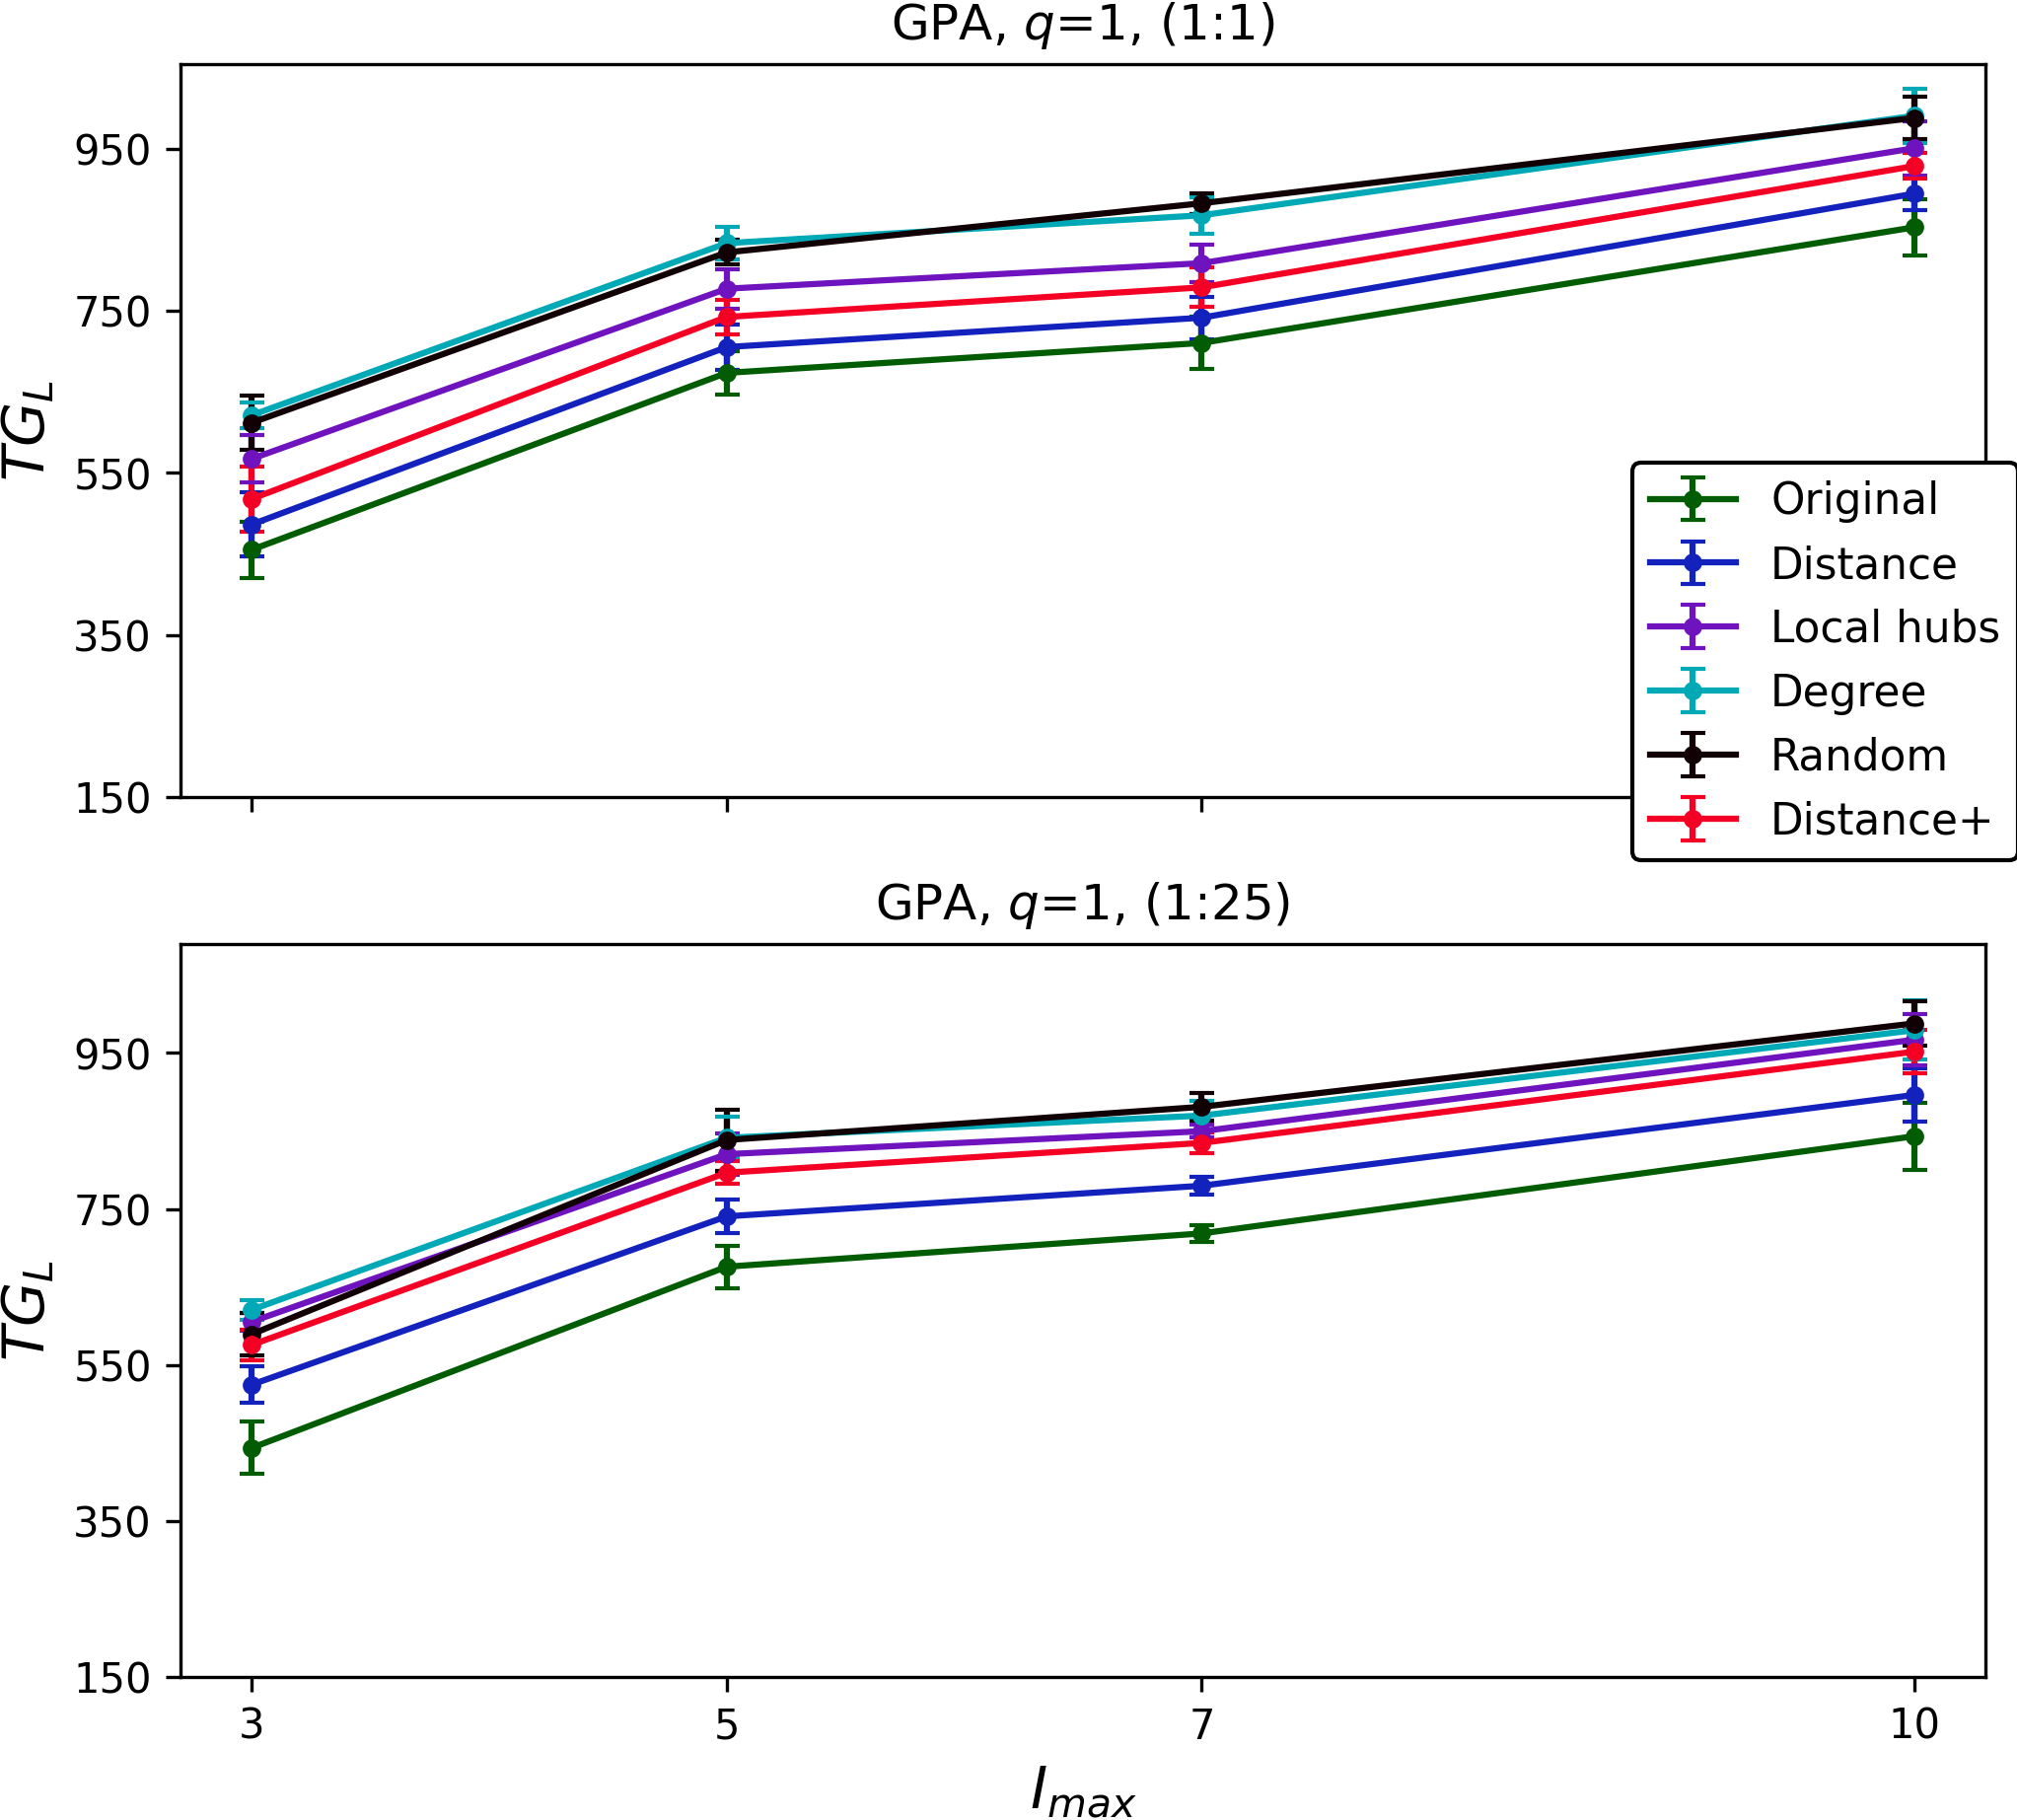 GPA, q=1, (1:1)
950
750
550
350
150
TG_L
Original
Distance
Local hubs
Degree
Random
Distance+
GPA, q=1, (1:25)
950
750
550
350
150
TG_L
3 5 7 10
I_max